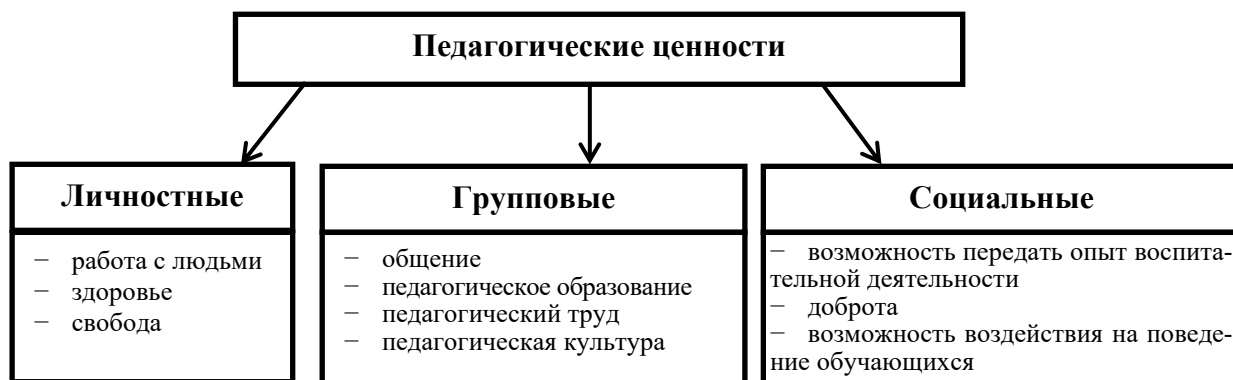 Педагогические ценности
Личностные
− работа с людьми
− здоровье
− свобода
Групповые
− общение
− педагогическое образование
− педагогический труд
− педагогическая культура
Социальные
− возможность передать опыт воспита-
тельной деятельности
− доброта
− возможность воздействия на поведе-
ние обучающихся